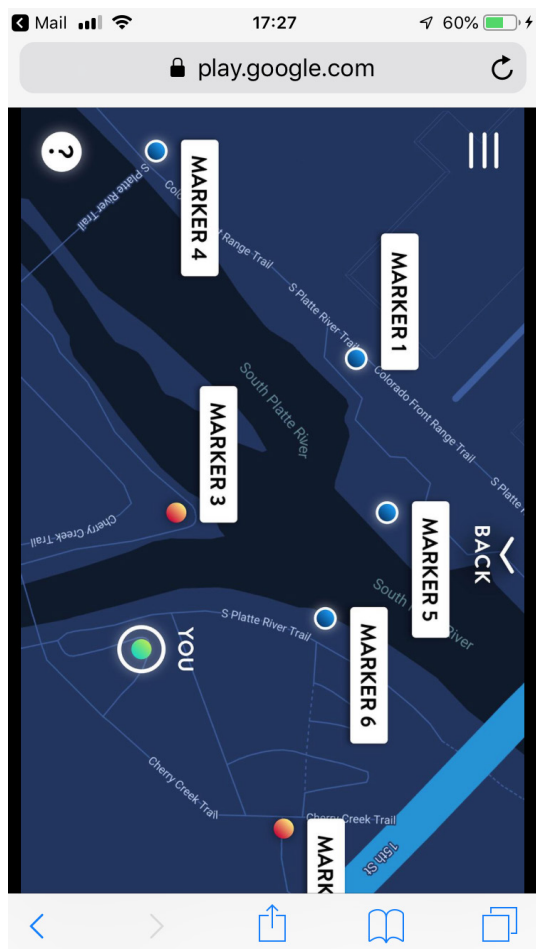 Mail
17:27
60%
play.google.com
?
MARKER 4
S Platte River Trail
Front Range Trail
MARKER 1
S Platte River Trail
Colorado Front Range Trail
S Platte
South Platte River
MARKER 3
Cherry Creek Trail
MARKER 5
BACK
South
River
MARKER 6
S Platte River Trail
YOU
Cherry Creek Trail
Cherry Creek Trail
15th St
MARK